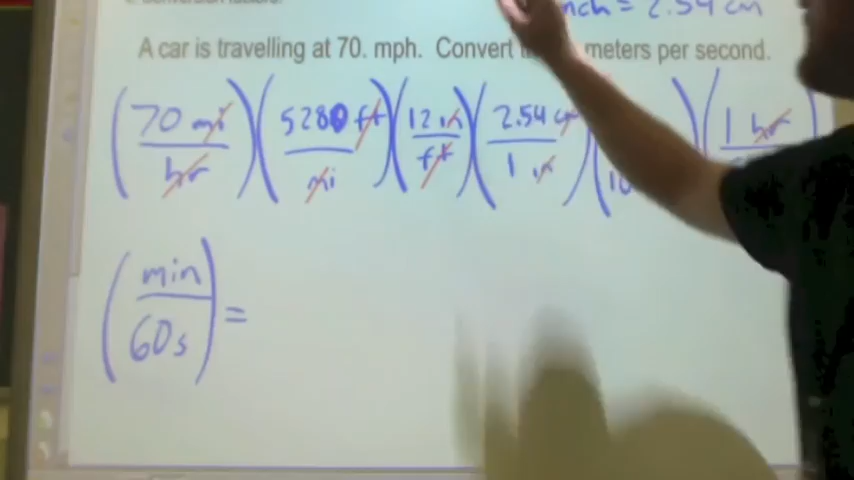 nch = 2.54 cm
A car is travelling at 70. mph. Convert meters per second.
(70 mi/hr)(5280 ft/mi)(12 in/ft)(2.54 cm/1 in)( /10 )(1 hr/
(min/60s) =